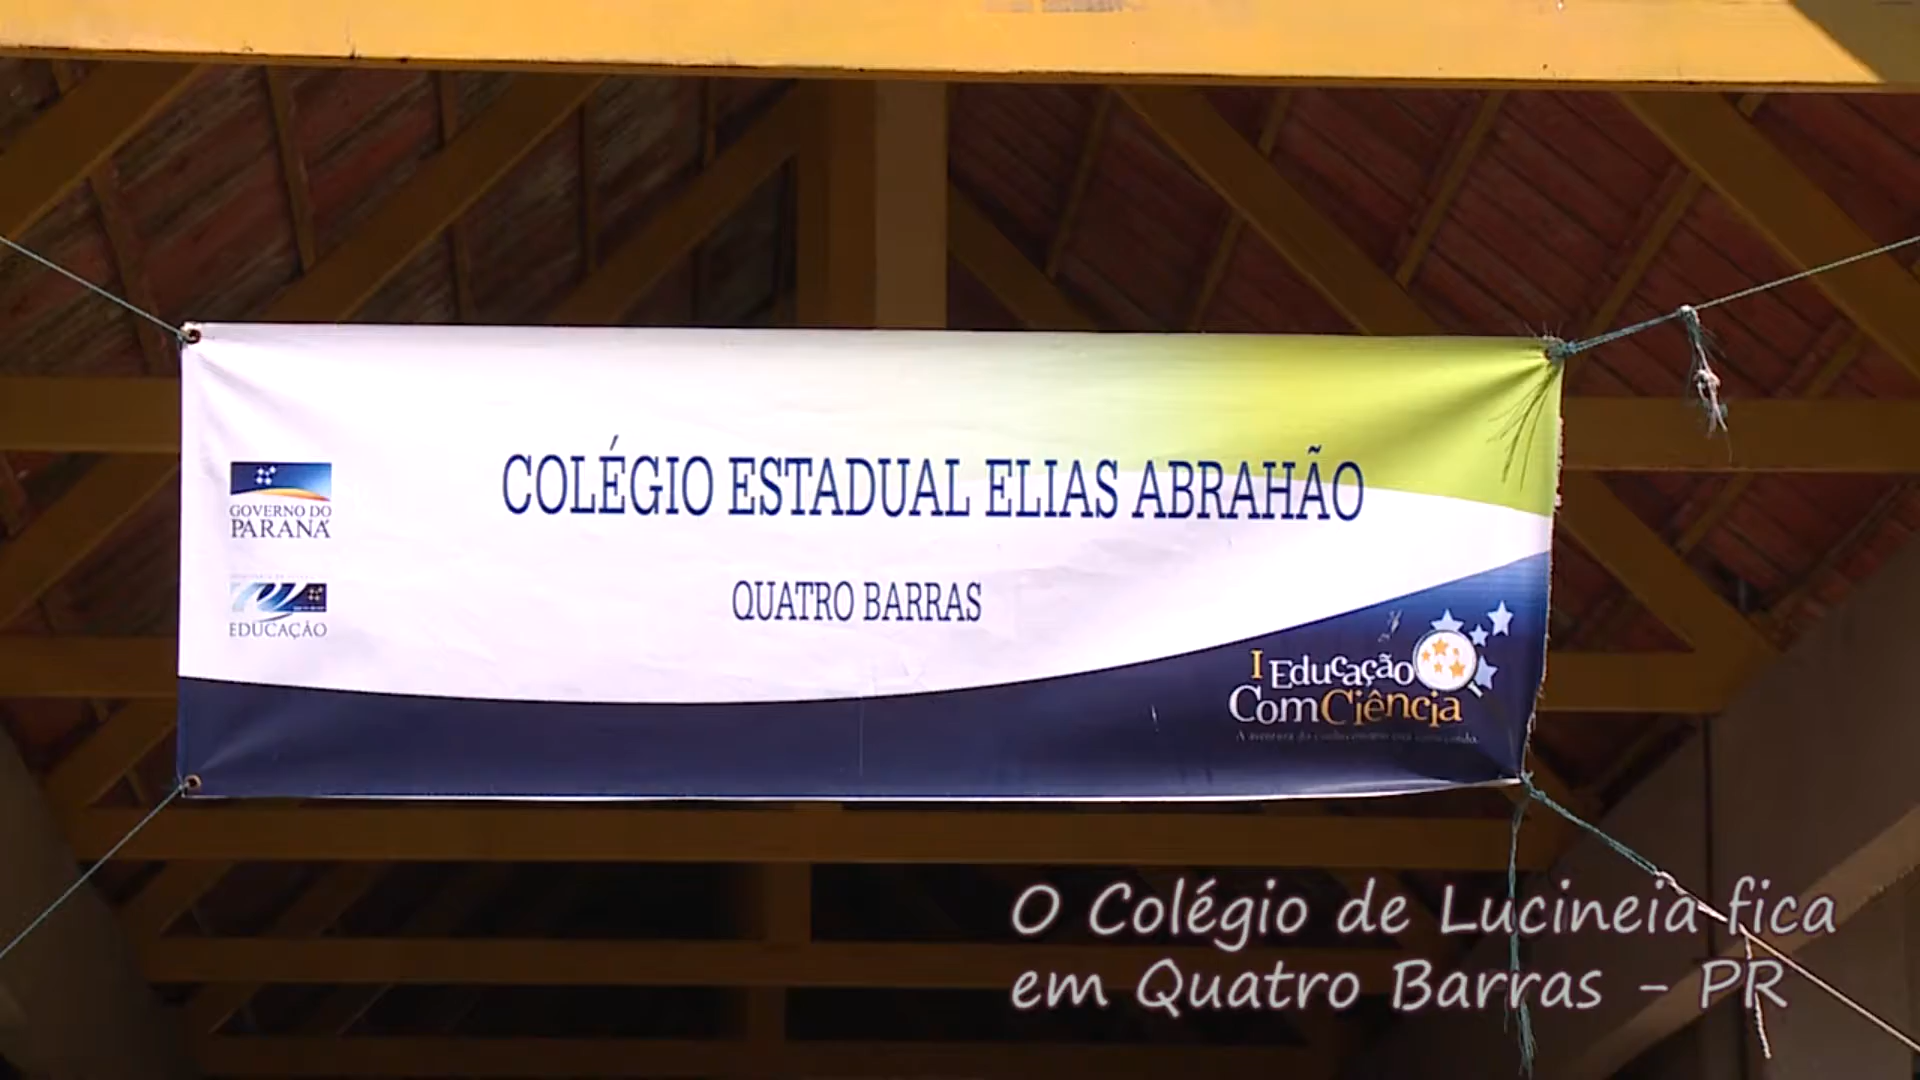 COLÉGIO ESTADUAL ELIAS ABRAHÃO
QUATRO BARRAS
GOVERNO DO
PARANÁ
EDUCAÇÃO
I Educação
ComCiência
O Colégio de Lucineia fica
em Quatro Barras - PR